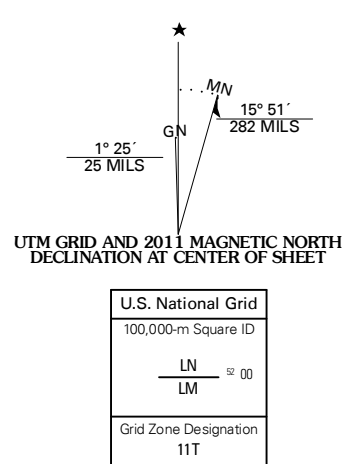 ★
MN
GN
15° 51´
282 MILS
1° 25´
25 MILS
UTM GRID AND 2011 MAGNETIC NORTH
DECLINATION AT CENTER OF SHEET
U.S. National Grid
100,000-m Square ID
LN
52 00
LM
Grid Zone Designation
11T